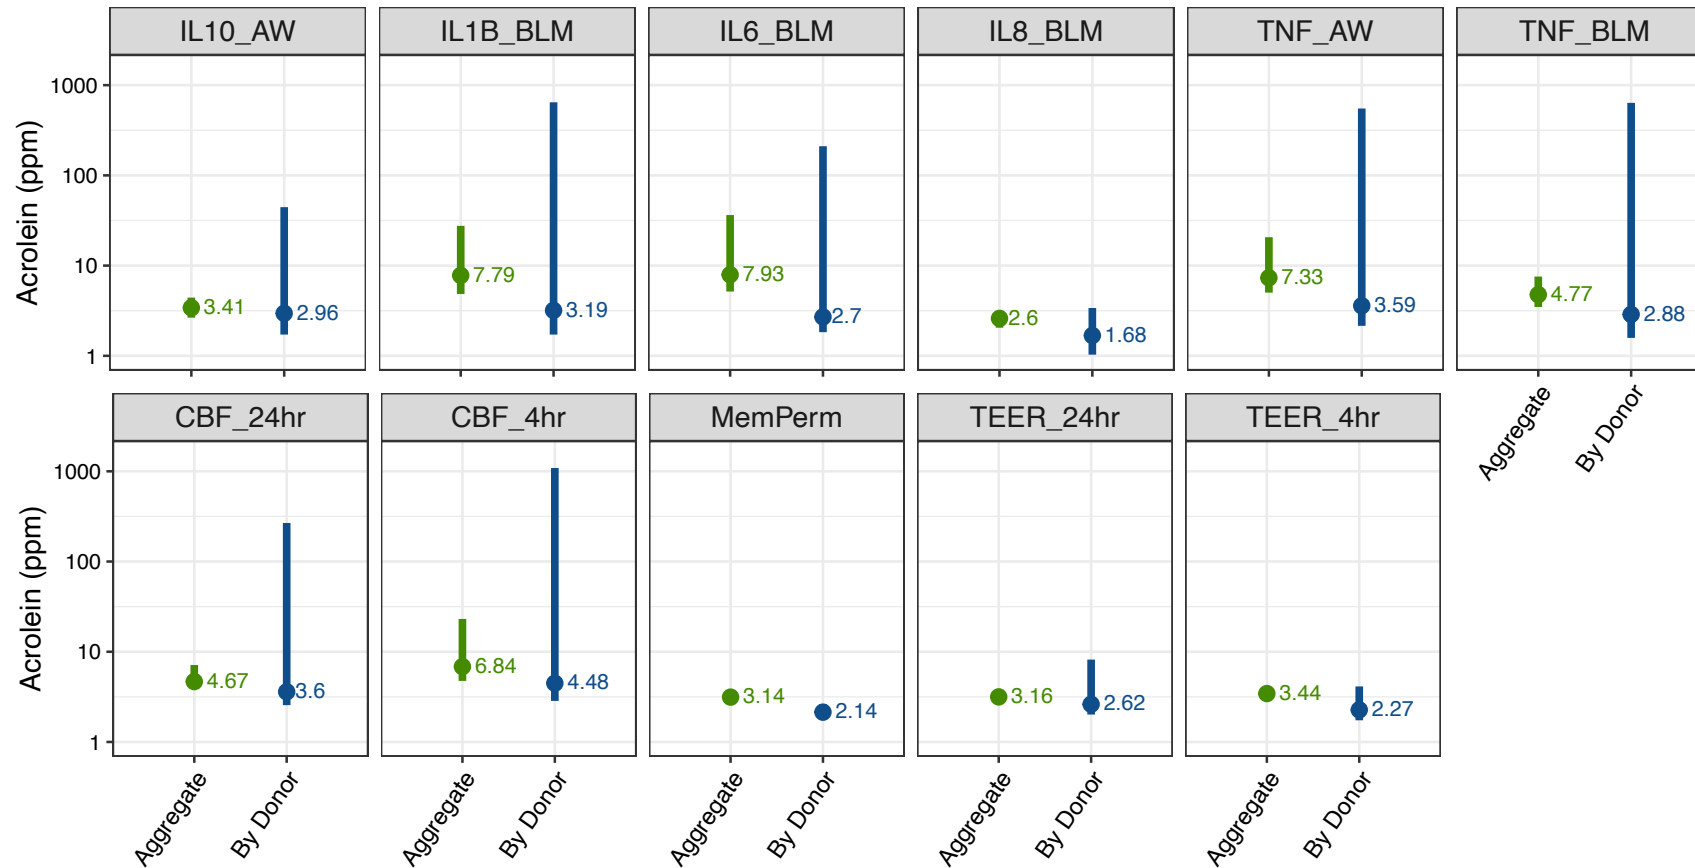 IL10_AW IL1B_BLM IL6_BLM IL8_BLM TNF_AW TNF_BLM
Acrolein (ppm)
1000
100
10
1
3.41 2.96 7.79 3.19 7.93 2.7 2.6 1.68 7.33 3.59 4.77 2.88
Aggregate By Donor
CBF_24hr CBF_4hr MemPerm TEER_24hr TEER_4hr
Acrolein (ppm)
1000
100
10
1
4.67 3.6 6.84 4.48 3.14 2.14 3.16 2.62 3.44 2.27
Aggregate By Donor Aggregate By Donor Aggregate By Donor Aggregate By Donor Aggregate By Donor